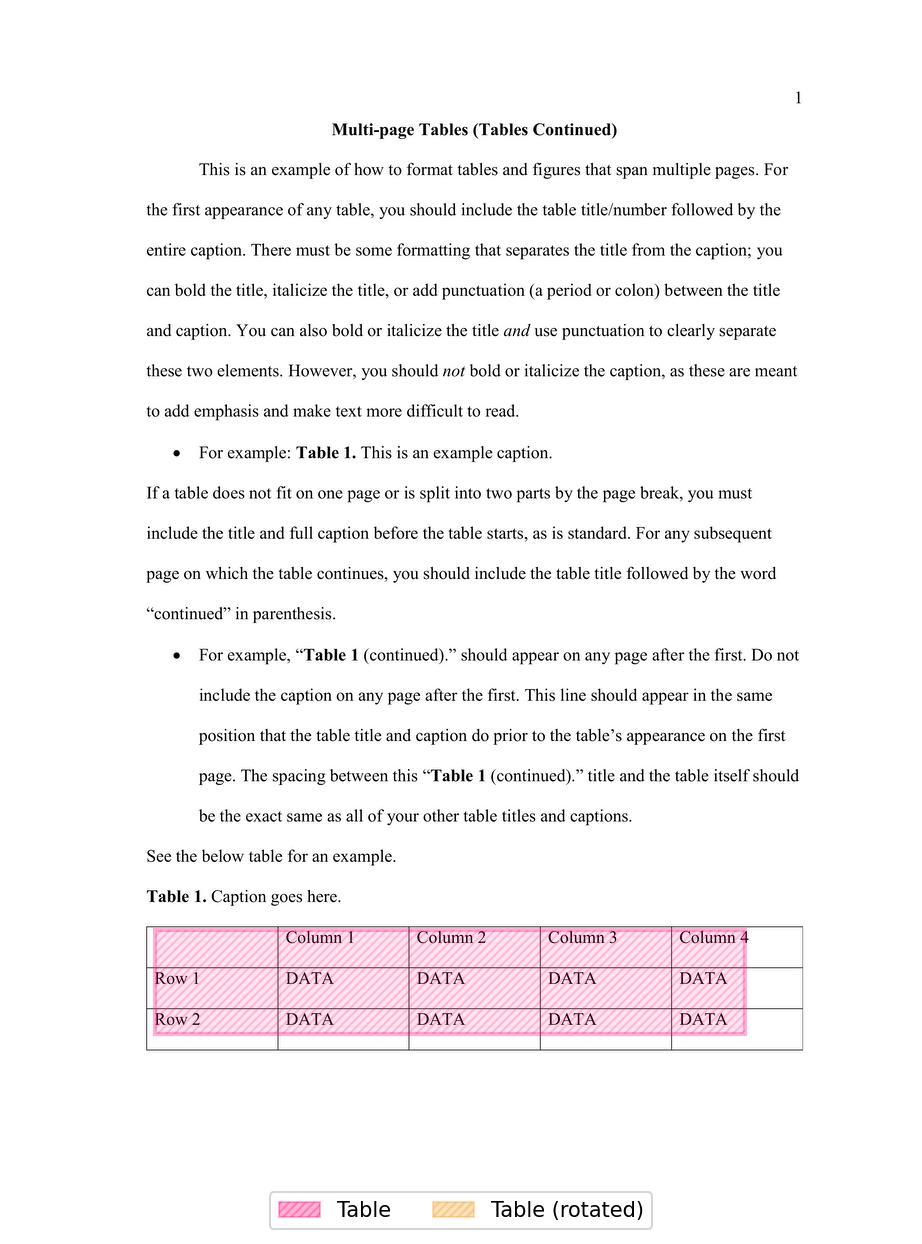 1
Multi-page Tables (Tables Continued)
This is an example of how to format tables and figures that span multiple pages. For
the first appearance of any table, you should include the table title/number followed by the
entire caption. There must be some formatting that separates the title from the caption; you
can bold the title, italicize the title, or add punctuation (a period or colon) between the title
and caption. You can also bold or italicize the title and use punctuation to clearly separate
these two elements. However, you should not bold or italicize the caption, as these are meant
to add emphasis and make text more difficult to read.
• For example: Table 1. This is an example caption.
If a table does not fit on one page or is split into two parts by the page break, you must
include the title and full caption before the table starts, as is standard. For any subsequent
page on which the table continues, you should include the table title followed by the word
“continued” in parenthesis.
• For example, “Table 1 (continued).” should appear on any page after the first. Do not
include the caption on any page after the first. This line should appear in the same
position that the table title and caption do prior to the table’s appearance on the first
page. The spacing between this “Table 1 (continued).” title and the table itself should
be the exact same as all of your other table titles and captions.
See the below table for an example.
Table 1. Caption goes here.
Column 1 Column 2 Column 3 Column 4
Row 1 DATA DATA DATA DATA
Row 2 DATA DATA DATA DATA
Table Table (rotated)